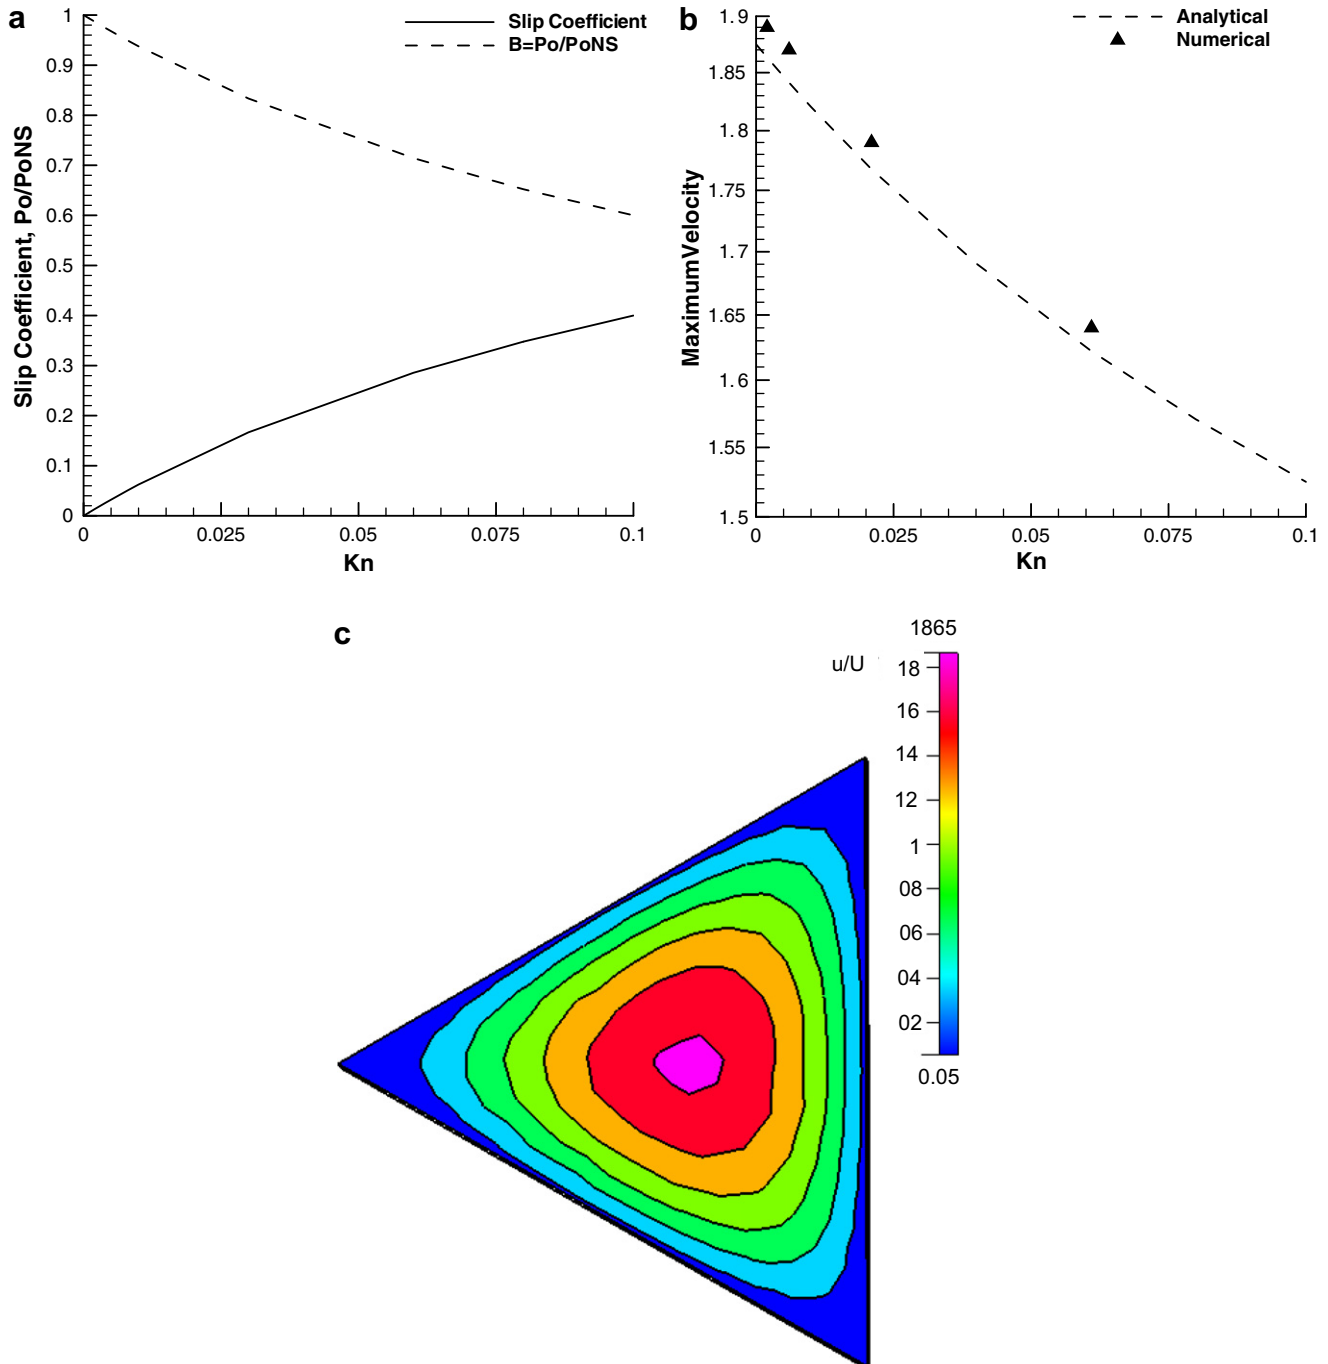 a
Slip Coefficient
B=Po/PoNS
1
0.9
0.8
0.7
0.6
0.5
0.4
0.3
0.2
0.1
0
Slip Coefficient, Po/PoNS
0 0.025 0.05 0.075 0.1
Kn
b
Analytical
Numerical
1.9
1.85
1.8
1.75
1.7
1.65
1.6
1.55
1.5
MaximumVelocity
0 0.025 0.05 0.075 0.1
Kn
c
1865
u/U
18
16
14
12
1
08
06
04
02
0.05